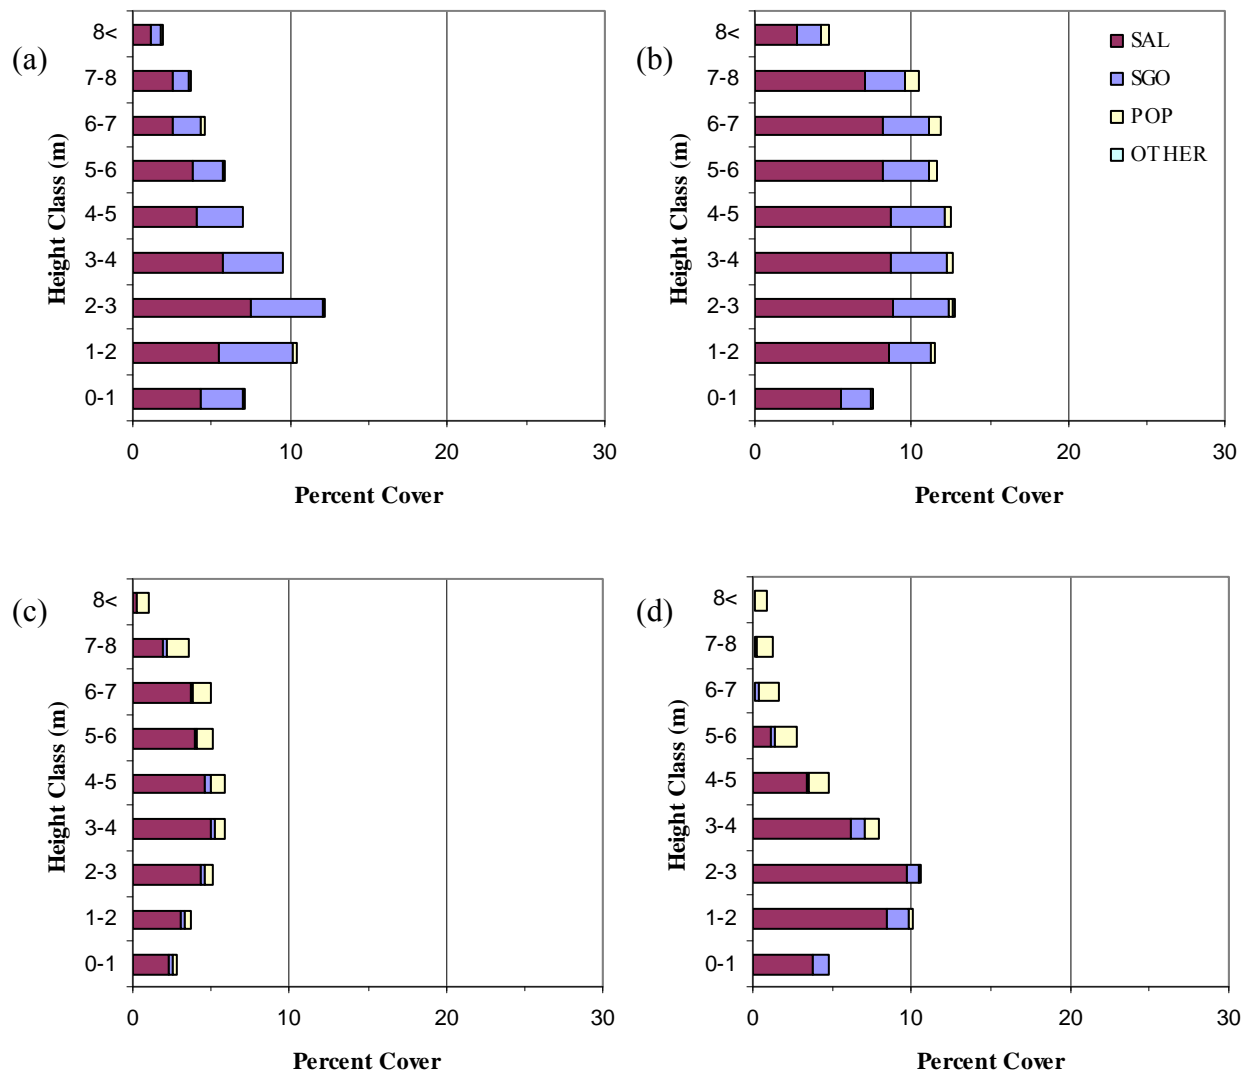 (a)
Height Class (m)
8<
7-8
6-7
5-6
4-5
3-4
2-3
1-2
0-1
0 10 20 30
Percent Cover
(b)
Height Class (m)
8<
7-8
6-7
5-6
4-5
3-4
2-3
1-2
0-1
0 10 20 30
Percent Cover
SAL
SGO
POP
OTHER
(c)
Height Class (m)
8<
7-8
6-7
5-6
4-5
3-4
2-3
1-2
0-1
0 10 20 30
Percent Cover
(d)
Height Class (m)
8<
7-8
6-7
5-6
4-5
3-4
2-3
1-2
0-1
0 10 20 30
Percent Cover